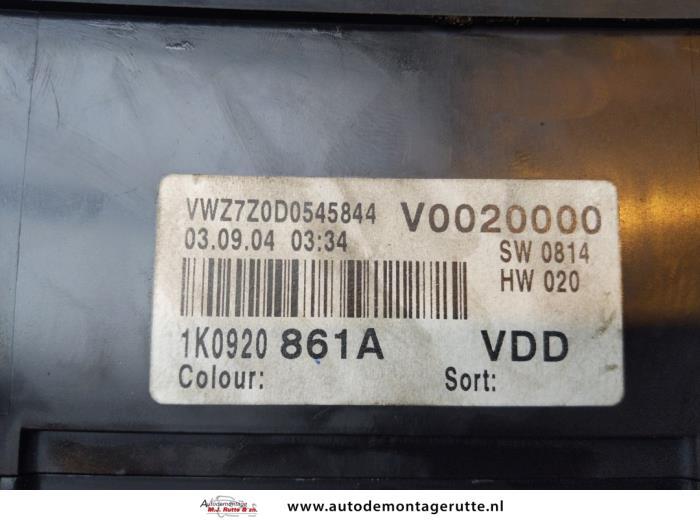 VWZ7Z0D0545844 V0020000
03.09.04 03:34 SW 0814
HW 020
1K0920 861A VDD
Colour: Sort:
Autodemontage
M.J. Rutte & zn.
www.autodemontagerutte.nl